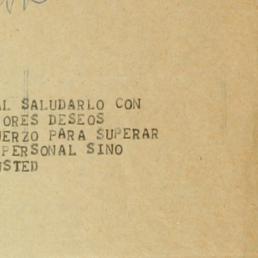 AL SALUDARLO CON
ORES DESEOS
UERZO PARA SUPERAR
PERSONAL SINO
USTED